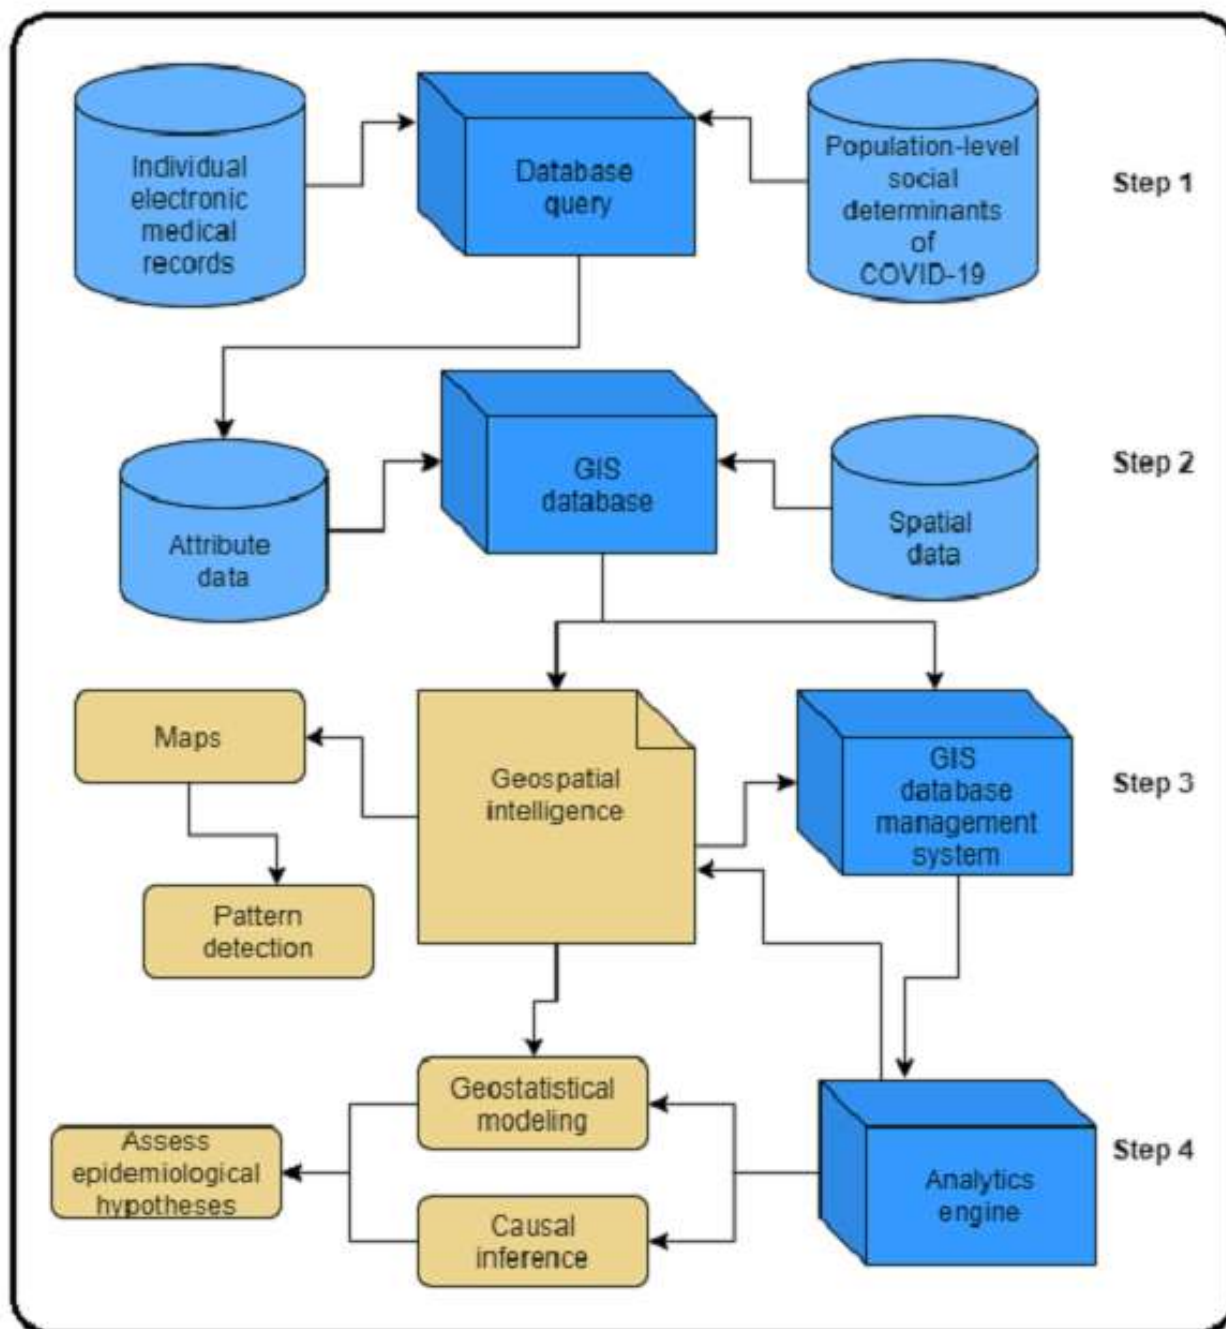 Individual
electronic
medical
records
Database
query
Population-level
social
determinants
of
COVID-19
Step 1
Attribute
data
GIS
database
Spatial
data
Step 2
Maps
Pattern
detection
Geospatial
intelligence
GIS
database
management
system
Step 3
Geostatistical
modeling
Assess
epidemiological
hypotheses
Causal
inference
Analytics
engine
Step 4